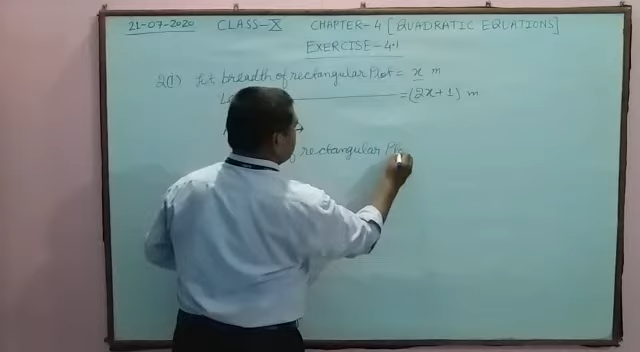 21-07-2020 CLASS-X CHAPTER-4 [QUADRATIC EQUATIONS]
EXERCISE-4.1
2(i) Let breadth of rectangular Plot = x m
= (2x+1) m
rectangular Plo